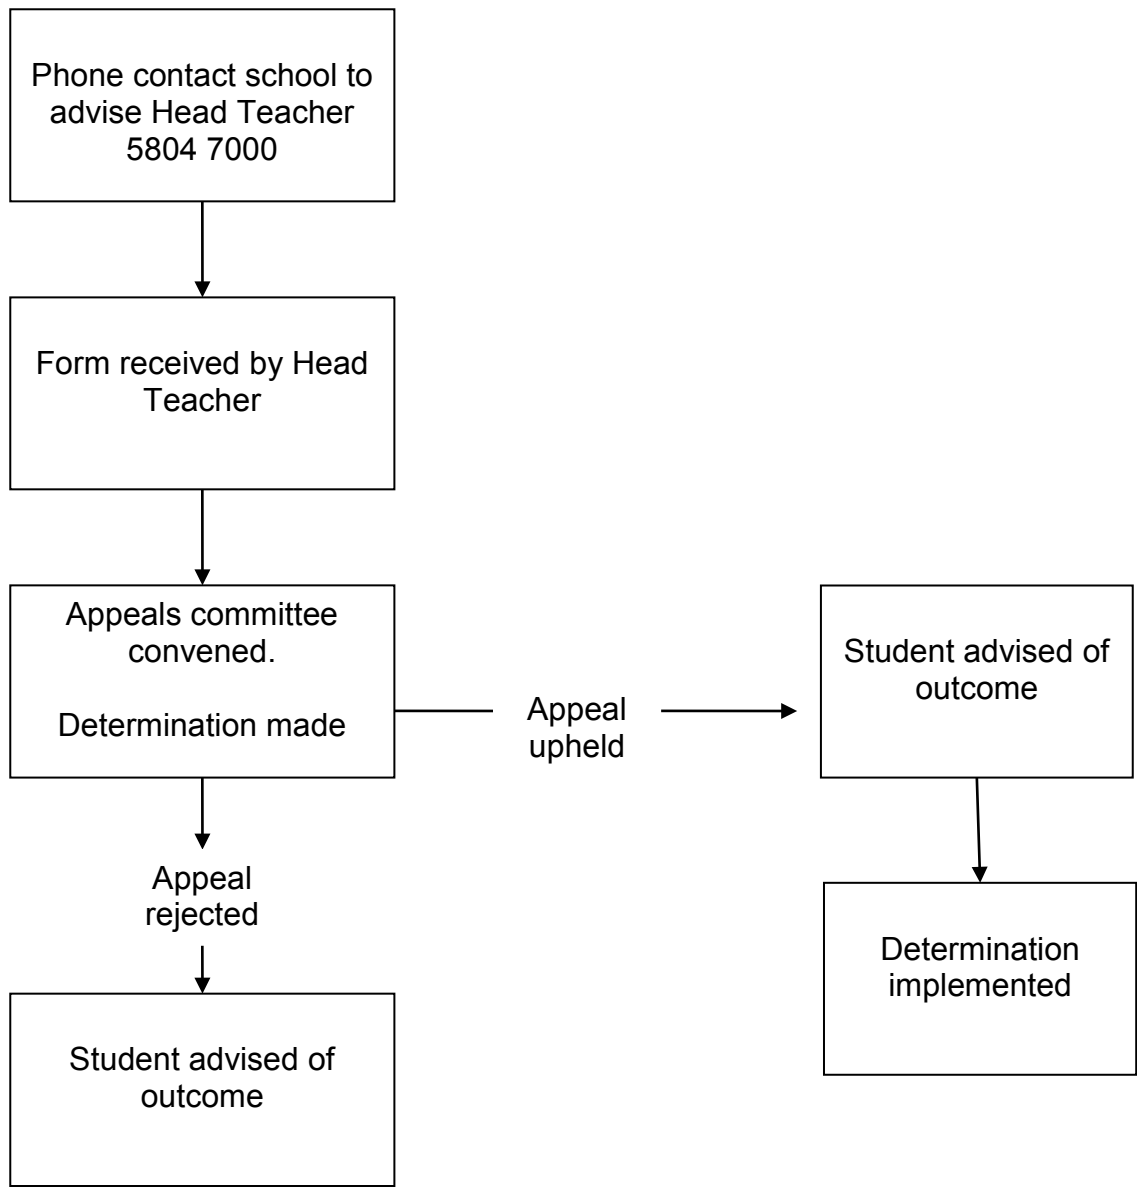 Phone contact school to
advise Head Teacher
5804 7000
Form received by Head
Teacher
Appeals committee
convened.
Determination made
Appeal
upheld
Student advised of
outcome
Determination
implemented
Appeal
rejected
Student advised of
outcome